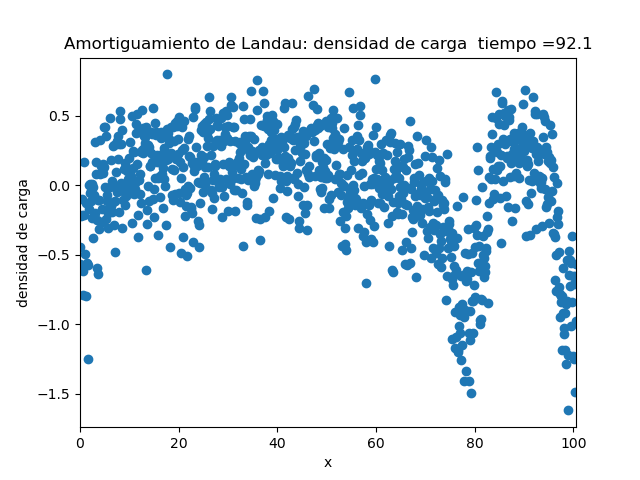 Amortiguamiento de Landau: densidad de carga  tiempo =92.1
densidad de carga
0.5
0.0
−0.5
−1.0
−1.5
0 20 40 60 80 100
x